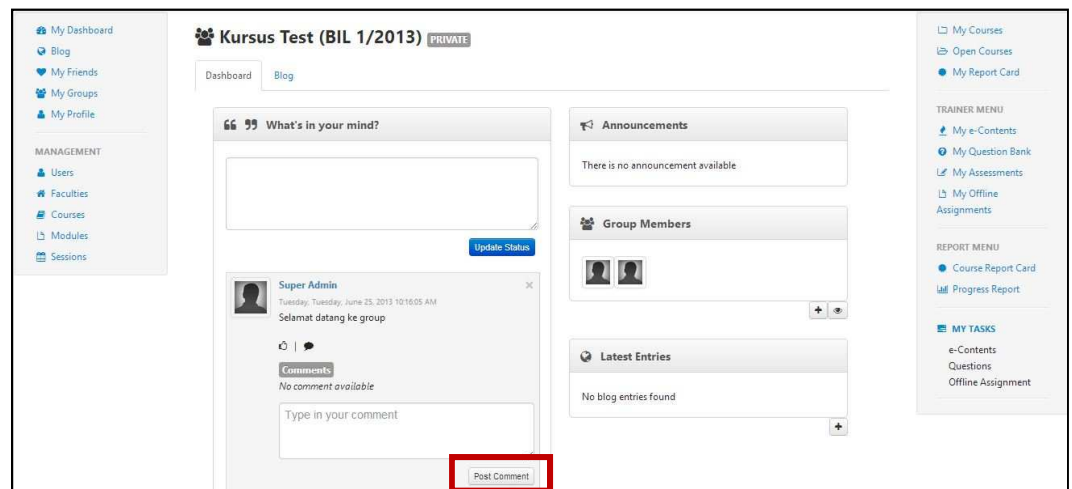 My Dashboard
Blog
My Friends
My Groups
My Profile
MANAGEMENT
Users
Faculties
Courses
Modules
Sessions
Kursus Test (BIL 1/2013) PRIVATE
Dashboard Blog
What's in your mind?
Update Status
Super Admin ×
Tuesday, Tuesday, June 25, 2013 10:16:05 AM
Selamat datang ke group
|
Comments
No comment available
Type in your comment
Post Comment
Announcements
There is no announcement available
Group Members
+
Latest Entries
No blog entries found
+
My Courses
Open Courses
My Report Card
TRAINER MENU
My e-Contents
My Question Bank
My Assessments
My Offline
Assignments
REPORT MENU
Course Report Card
Progress Report
MY TASKS
e-Contents
Questions
Offline Assignment